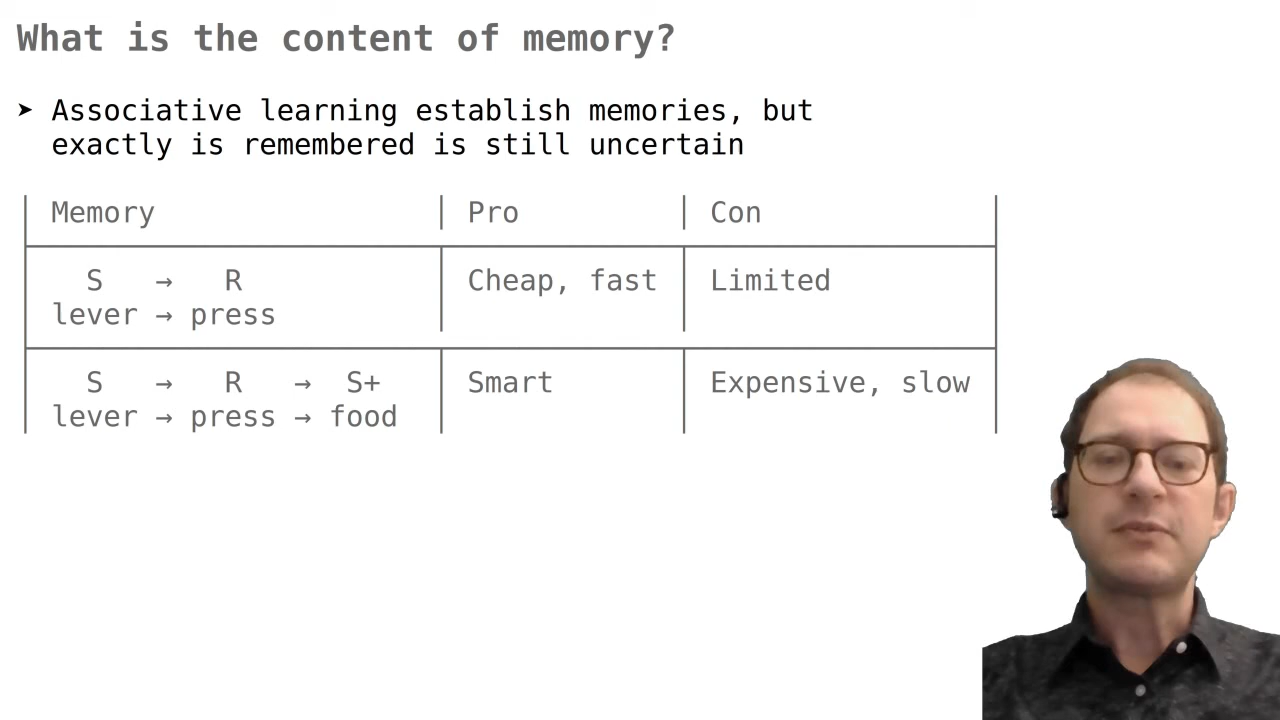 What is the content of memory?
➤ Associative learning establish memories, but
exactly is remembered is still uncertain
Memory Pro Con
S → R Cheap, fast Limited
lever → press
S → R → S+ Smart Expensive, slow
lever → press → food